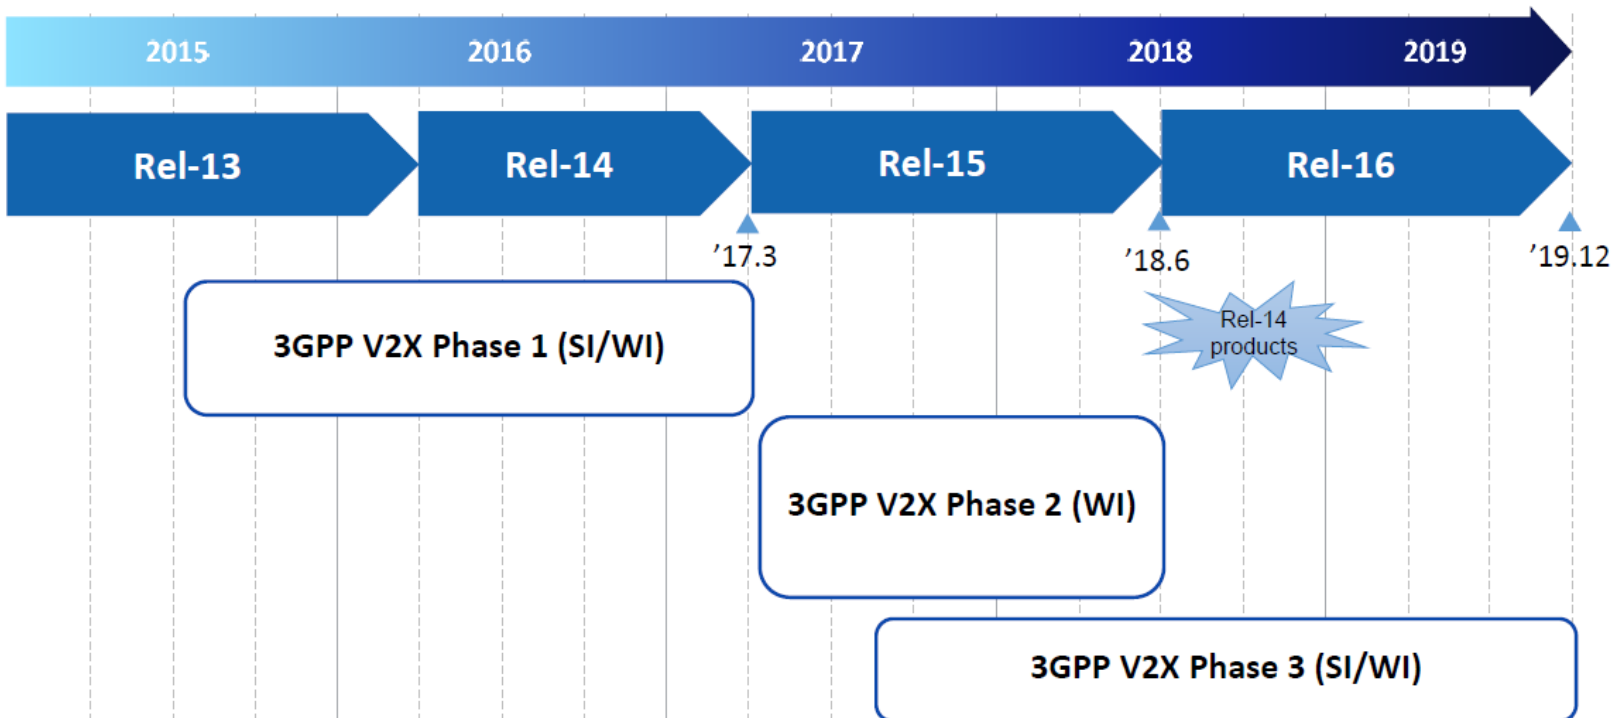 2015 2016 2017 2018 2019
Rel-13 Rel-14 Rel-15 Rel-16
’17.3 ’18.6 ’19.12
3GPP V2X Phase 1 (SI/WI)
Rel-14
products
3GPP V2X Phase 2 (WI)
3GPP V2X Phase 3 (SI/WI)